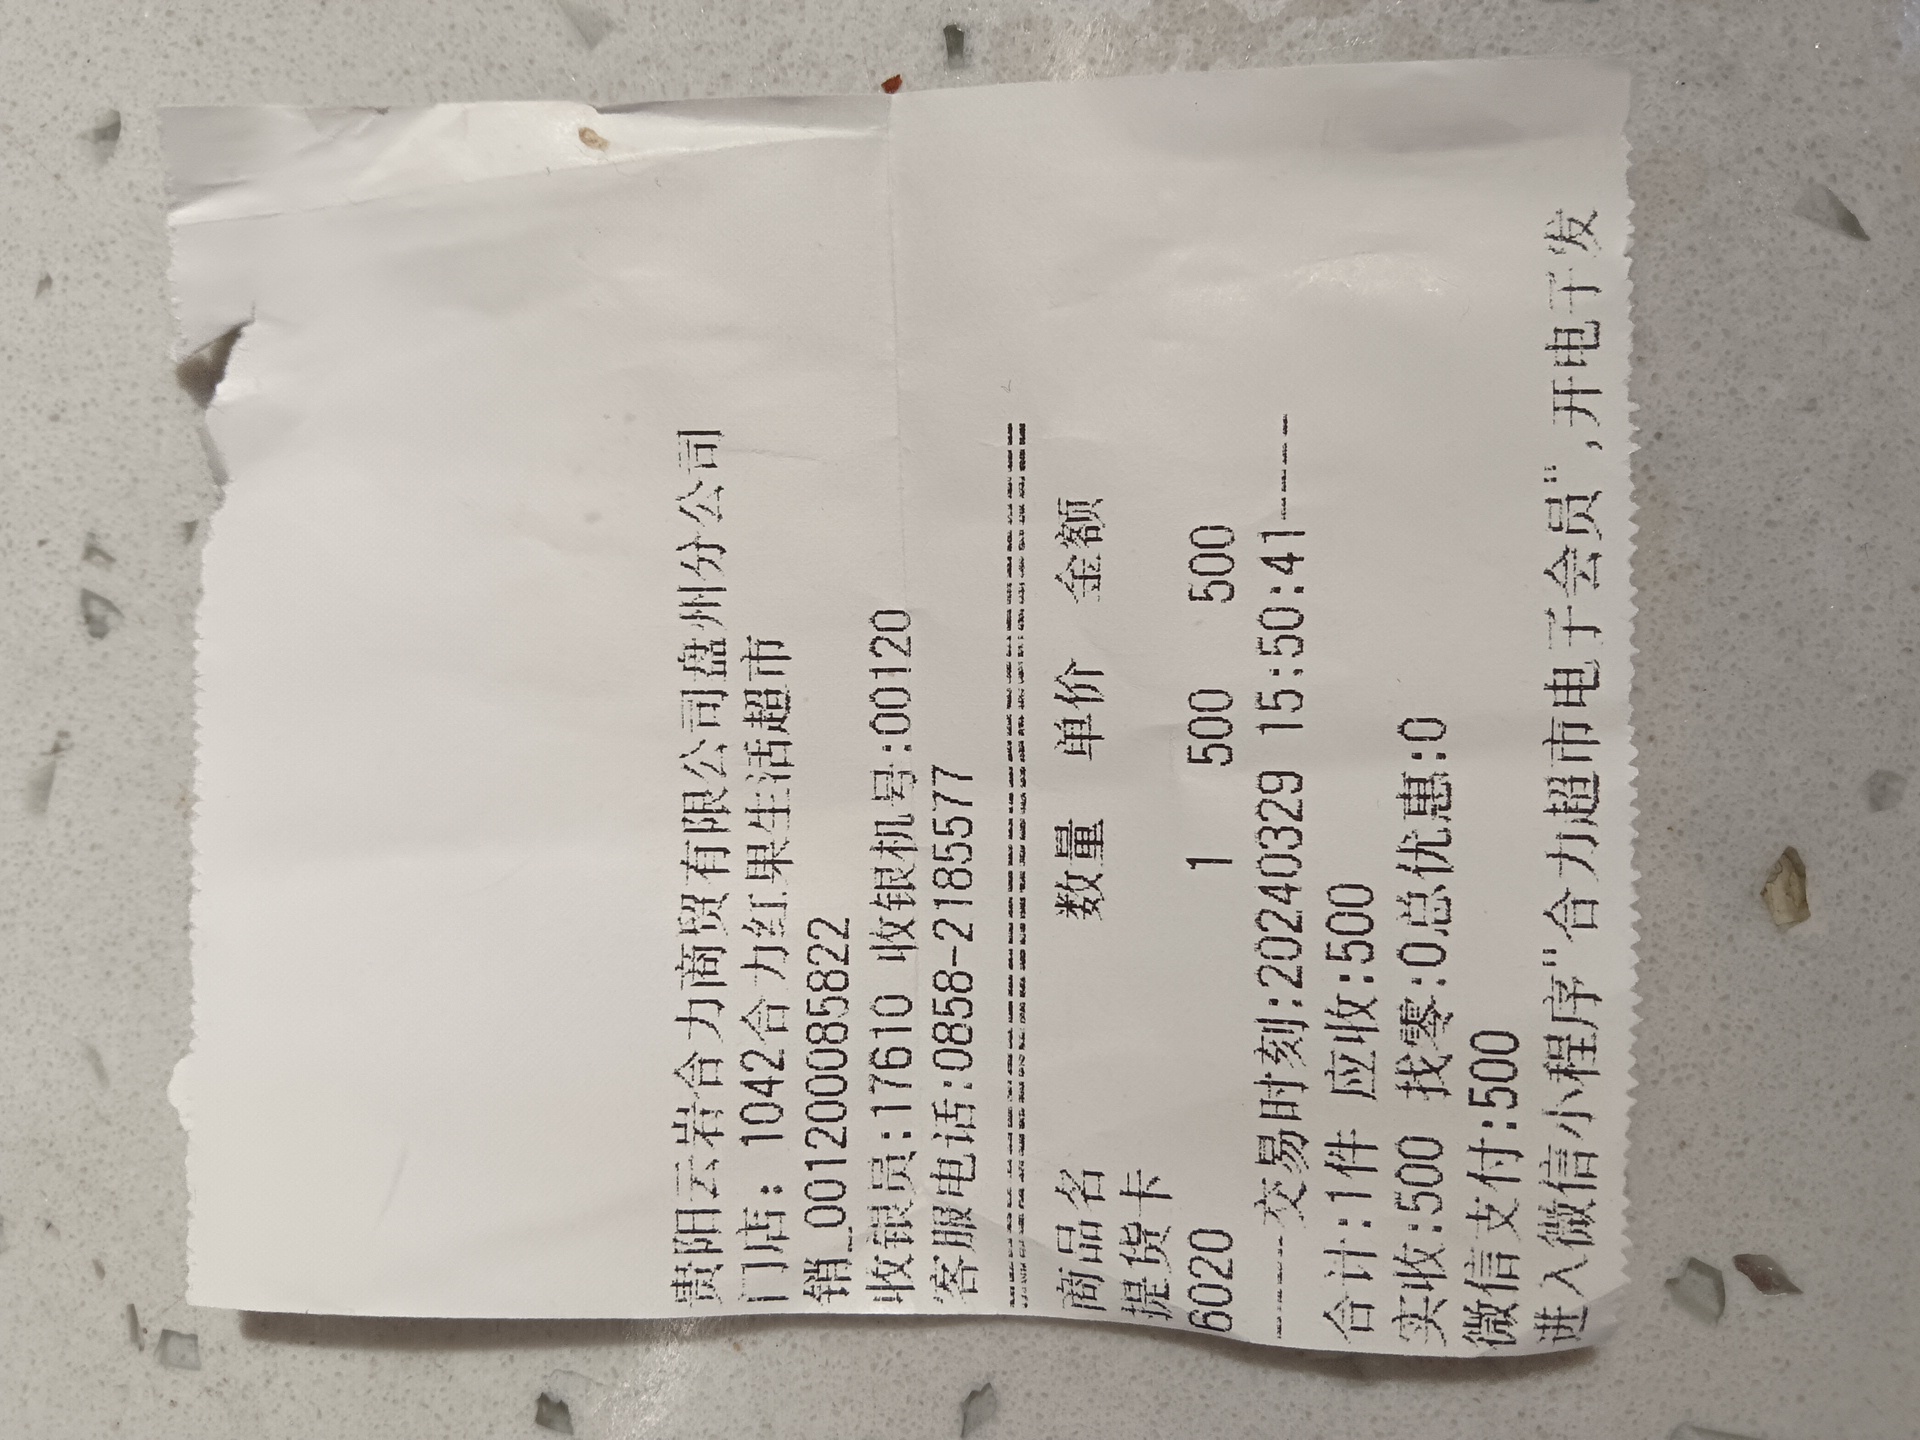 贵阳云岩合力商贸有限公司盘州分公司
门店：1042合力红果生活超市
销_00120000085822
收银员:17610 收银机号:00120
客服电话:0858-2185577
================================
商品名 数量 单价 金额
提货卡
6020 1 500 500
----交易时刻:20240329 15:50:41----
合计:1件 应收:500
实收:500 找零:0总优惠:0
微信支付:500
进入微信小程序"合力超市电子会员",开电子发